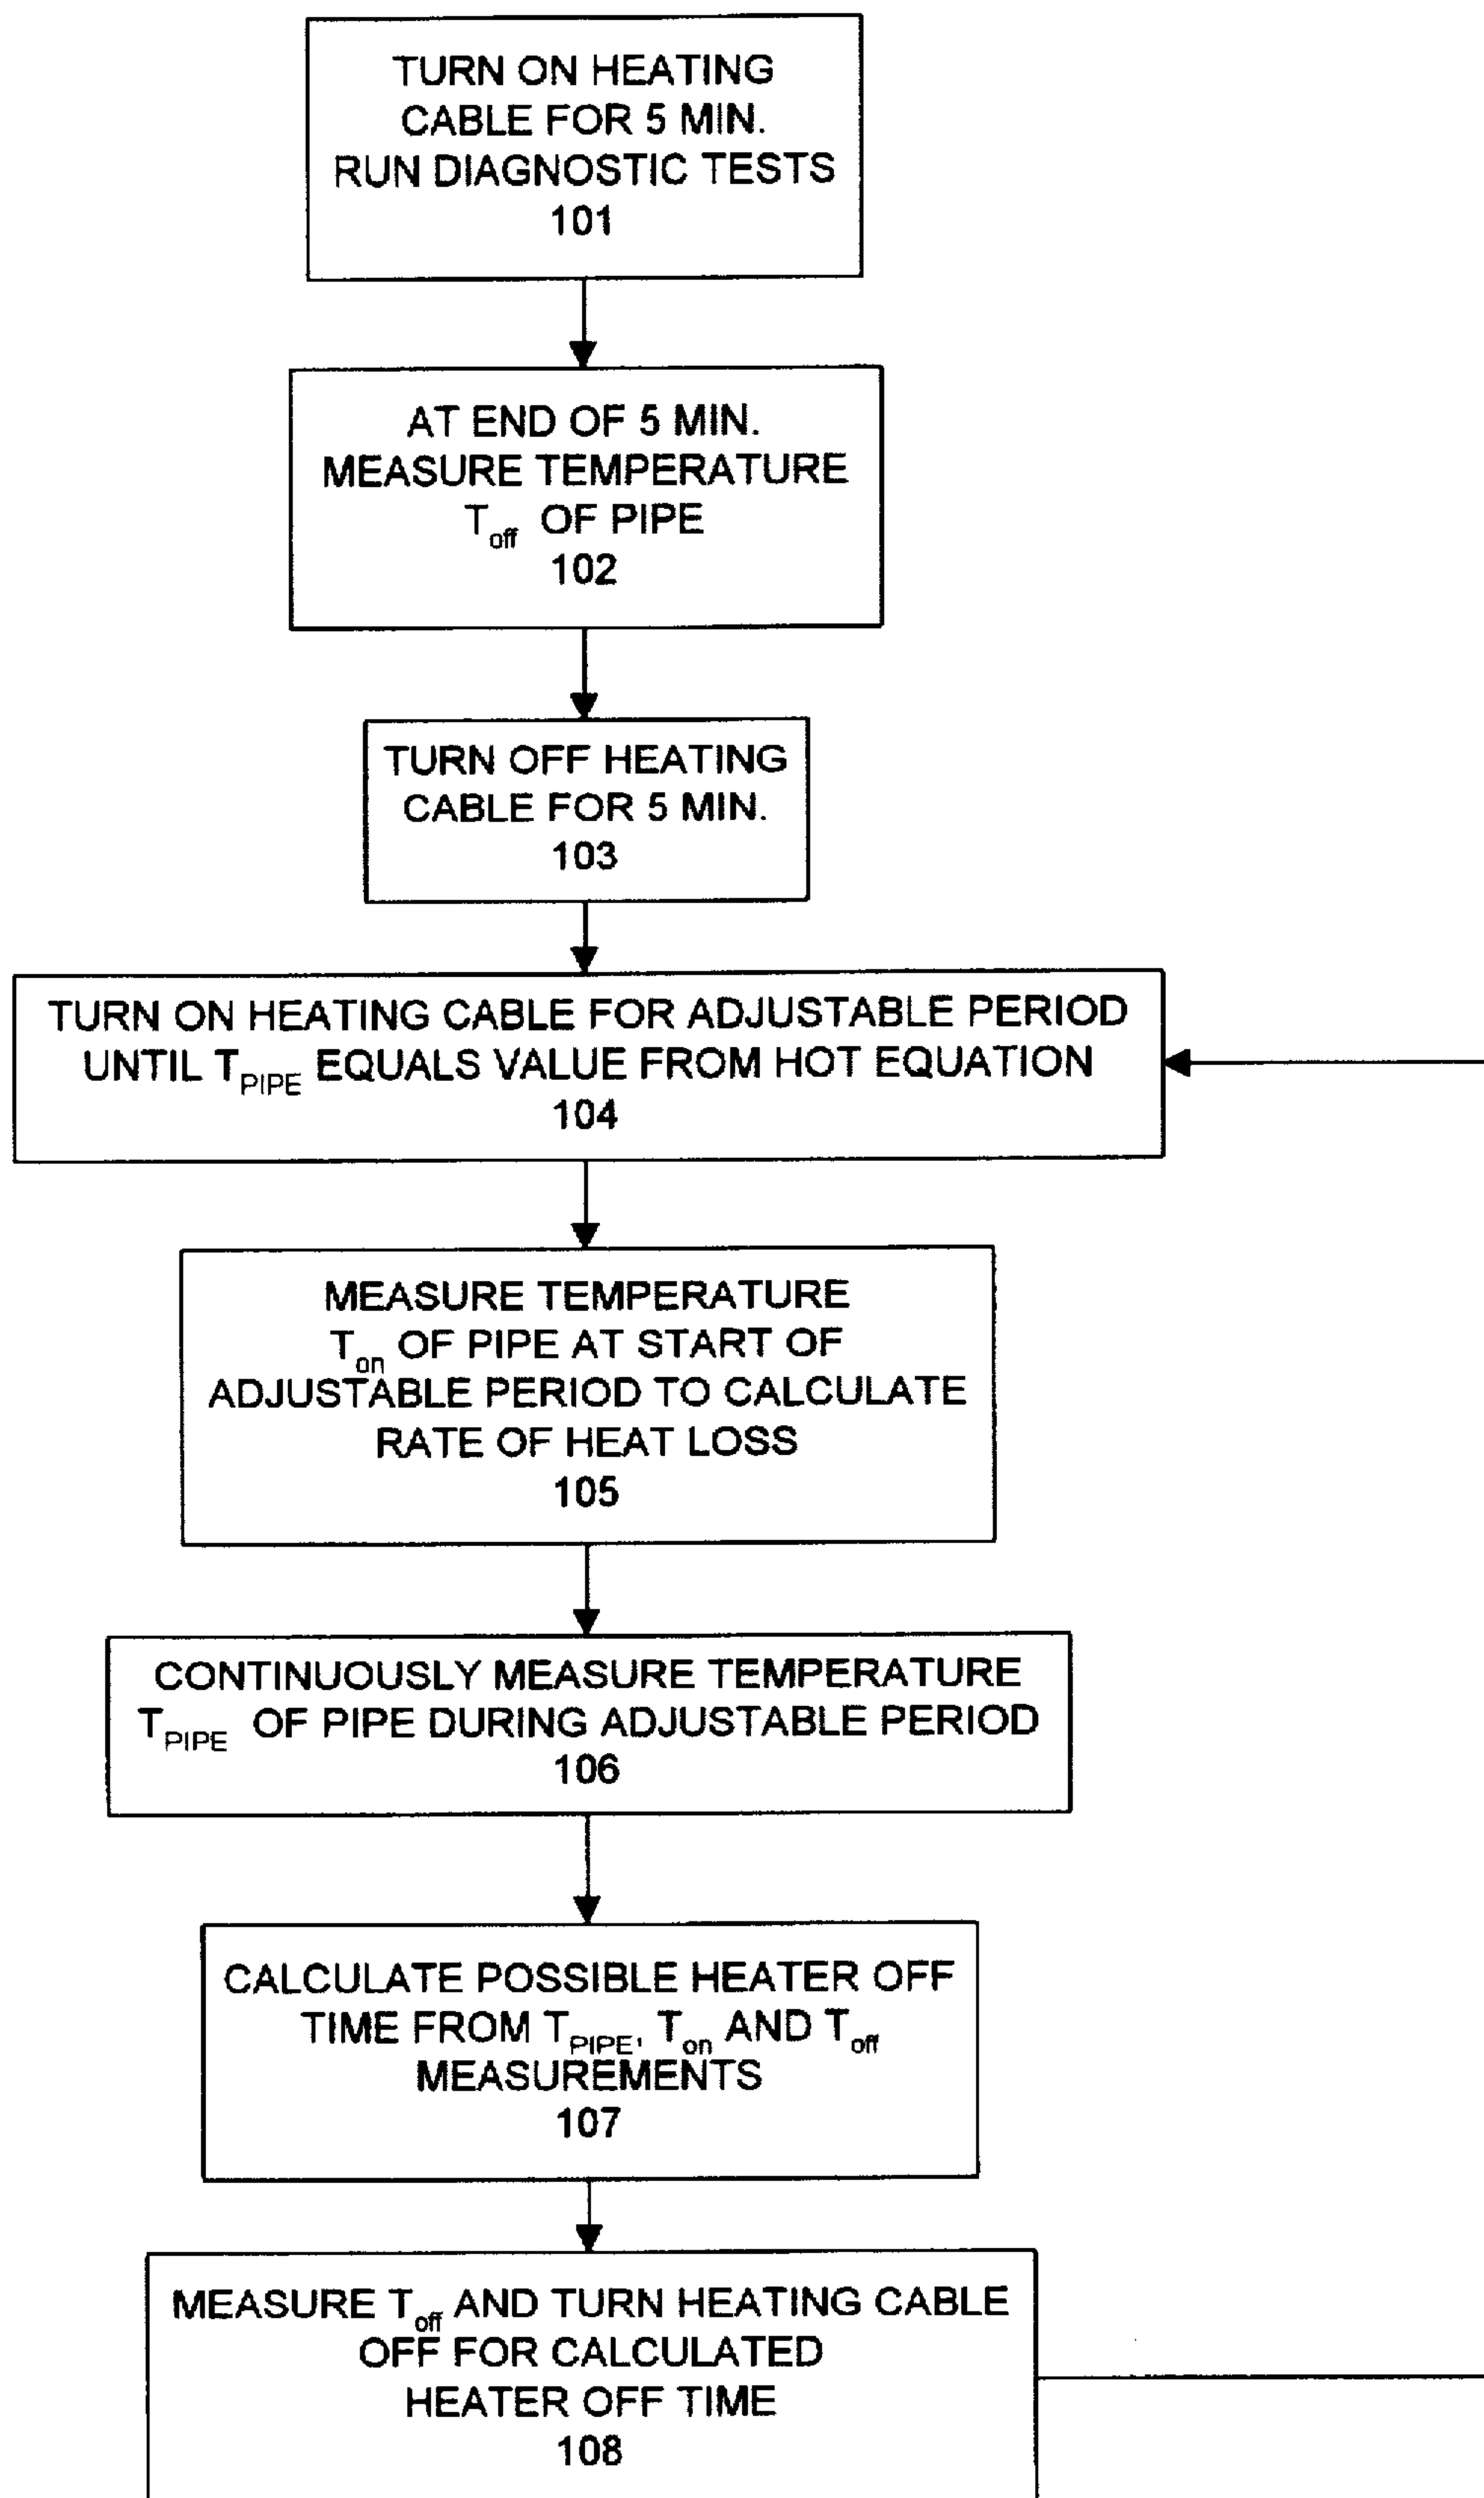 TURN ON HEATING
CABLE FOR 5 MIN.
RUN DIAGNOSTIC TESTS
101
AT END OF 5 MIN.
MEASURE TEMPERATURE
Toff OF PIPE
102
TURN OFF HEATING
CABLE FOR 5 MIN.
103
TURN ON HEATING CABLE FOR ADJUSTABLE PERIOD
UNTIL TPIPE EQUALS VALUE FROM HOT EQUATION
104
MEASURE TEMPERATURE
Ton OF PIPE AT START OF
ADJUSTABLE PERIOD TO CALCULATE
RATE OF HEAT LOSS
105
CONTINUOUSLY MEASURE TEMPERATURE
TPIPE OF PIPE DURING ADJUSTABLE PERIOD
106
CALCULATE POSSIBLE HEATER OFF
TIME FROM TPIPE, Ton AND Toff
MEASUREMENTS
107
MEASURE Toff AND TURN HEATING CABLE
OFF FOR CALCULATED
HEATER OFF TIME
108